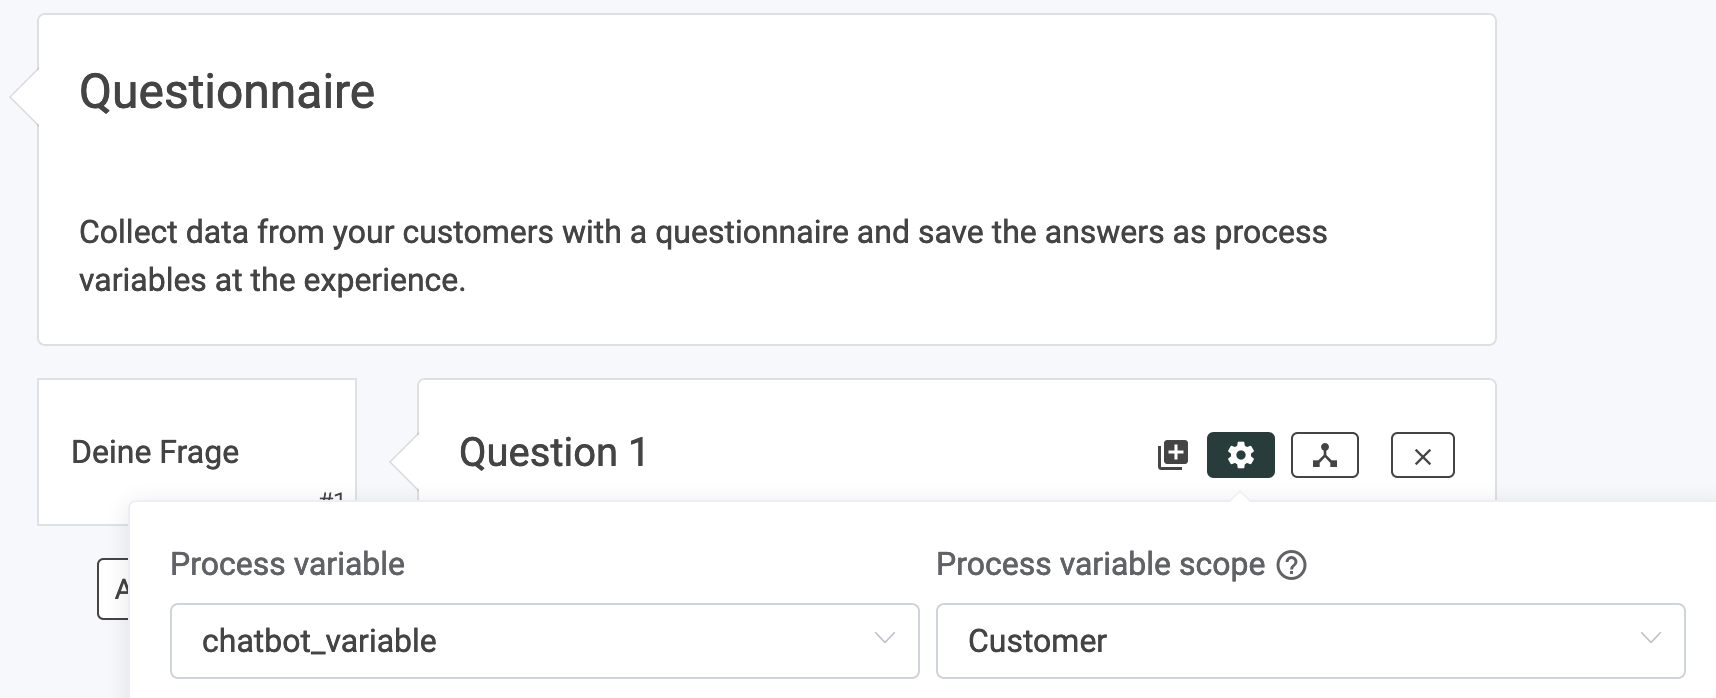 Questionnaire
Collect data from your customers with a questionnaire and save the answers as process
variables at the experience.
Deine Frage
#1
Question 1
A
Process variable
Process variable scope
chatbot_variable
Customer